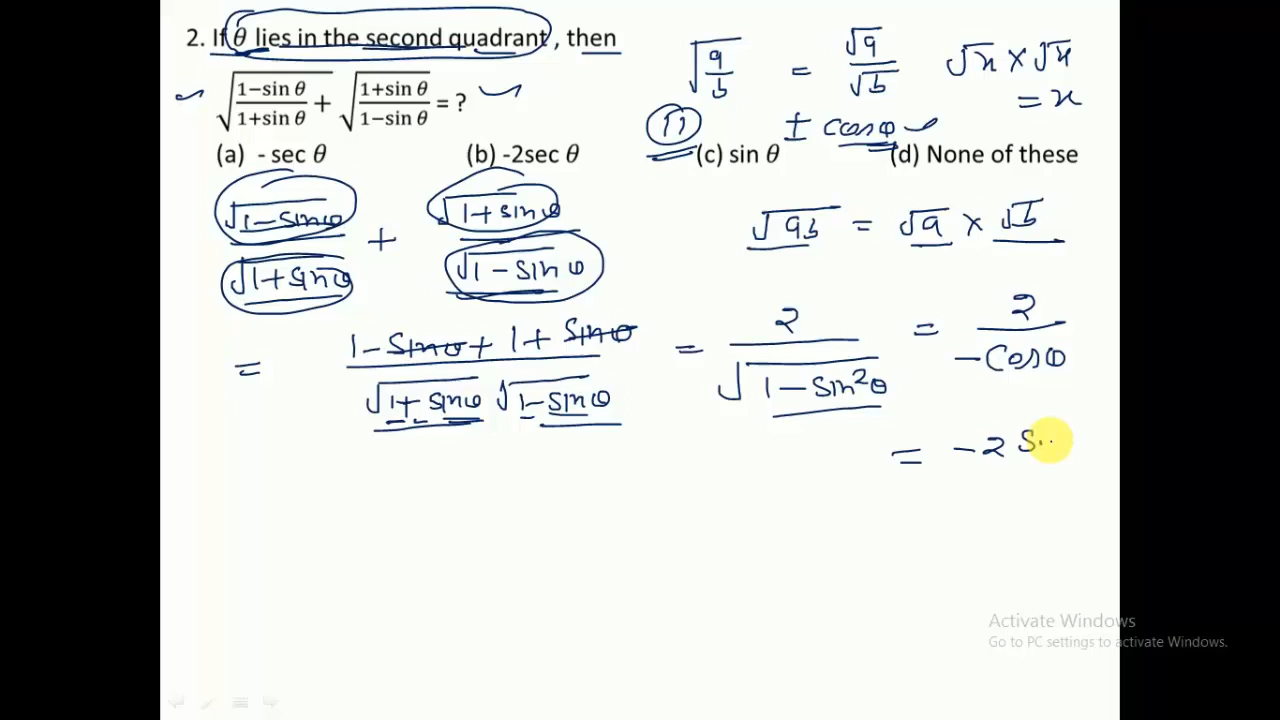 2. If θ lies in the second quadrant , then
√((1−sin θ)/(1+sin θ)) + √((1+sin θ)/(1−sin θ)) = ?
√(a/b) = √a/√b √x × √x
= x
II ± cosθ
(a) - sec θ (b) -2sec θ (c) sin θ (d) None of these
√(1−sinθ)/√(1+sinθ) + √(1+sinθ)/√(1−sinθ)
√ab = √a × √b
= (1−sinθ + 1+ sinθ)/(√(1+sinθ) √(1−sinθ)) = 2/√(1−sin²θ) = 2/(−cosθ)
= −2 S
Activate Windows
Go to PC settings to activate Windows.